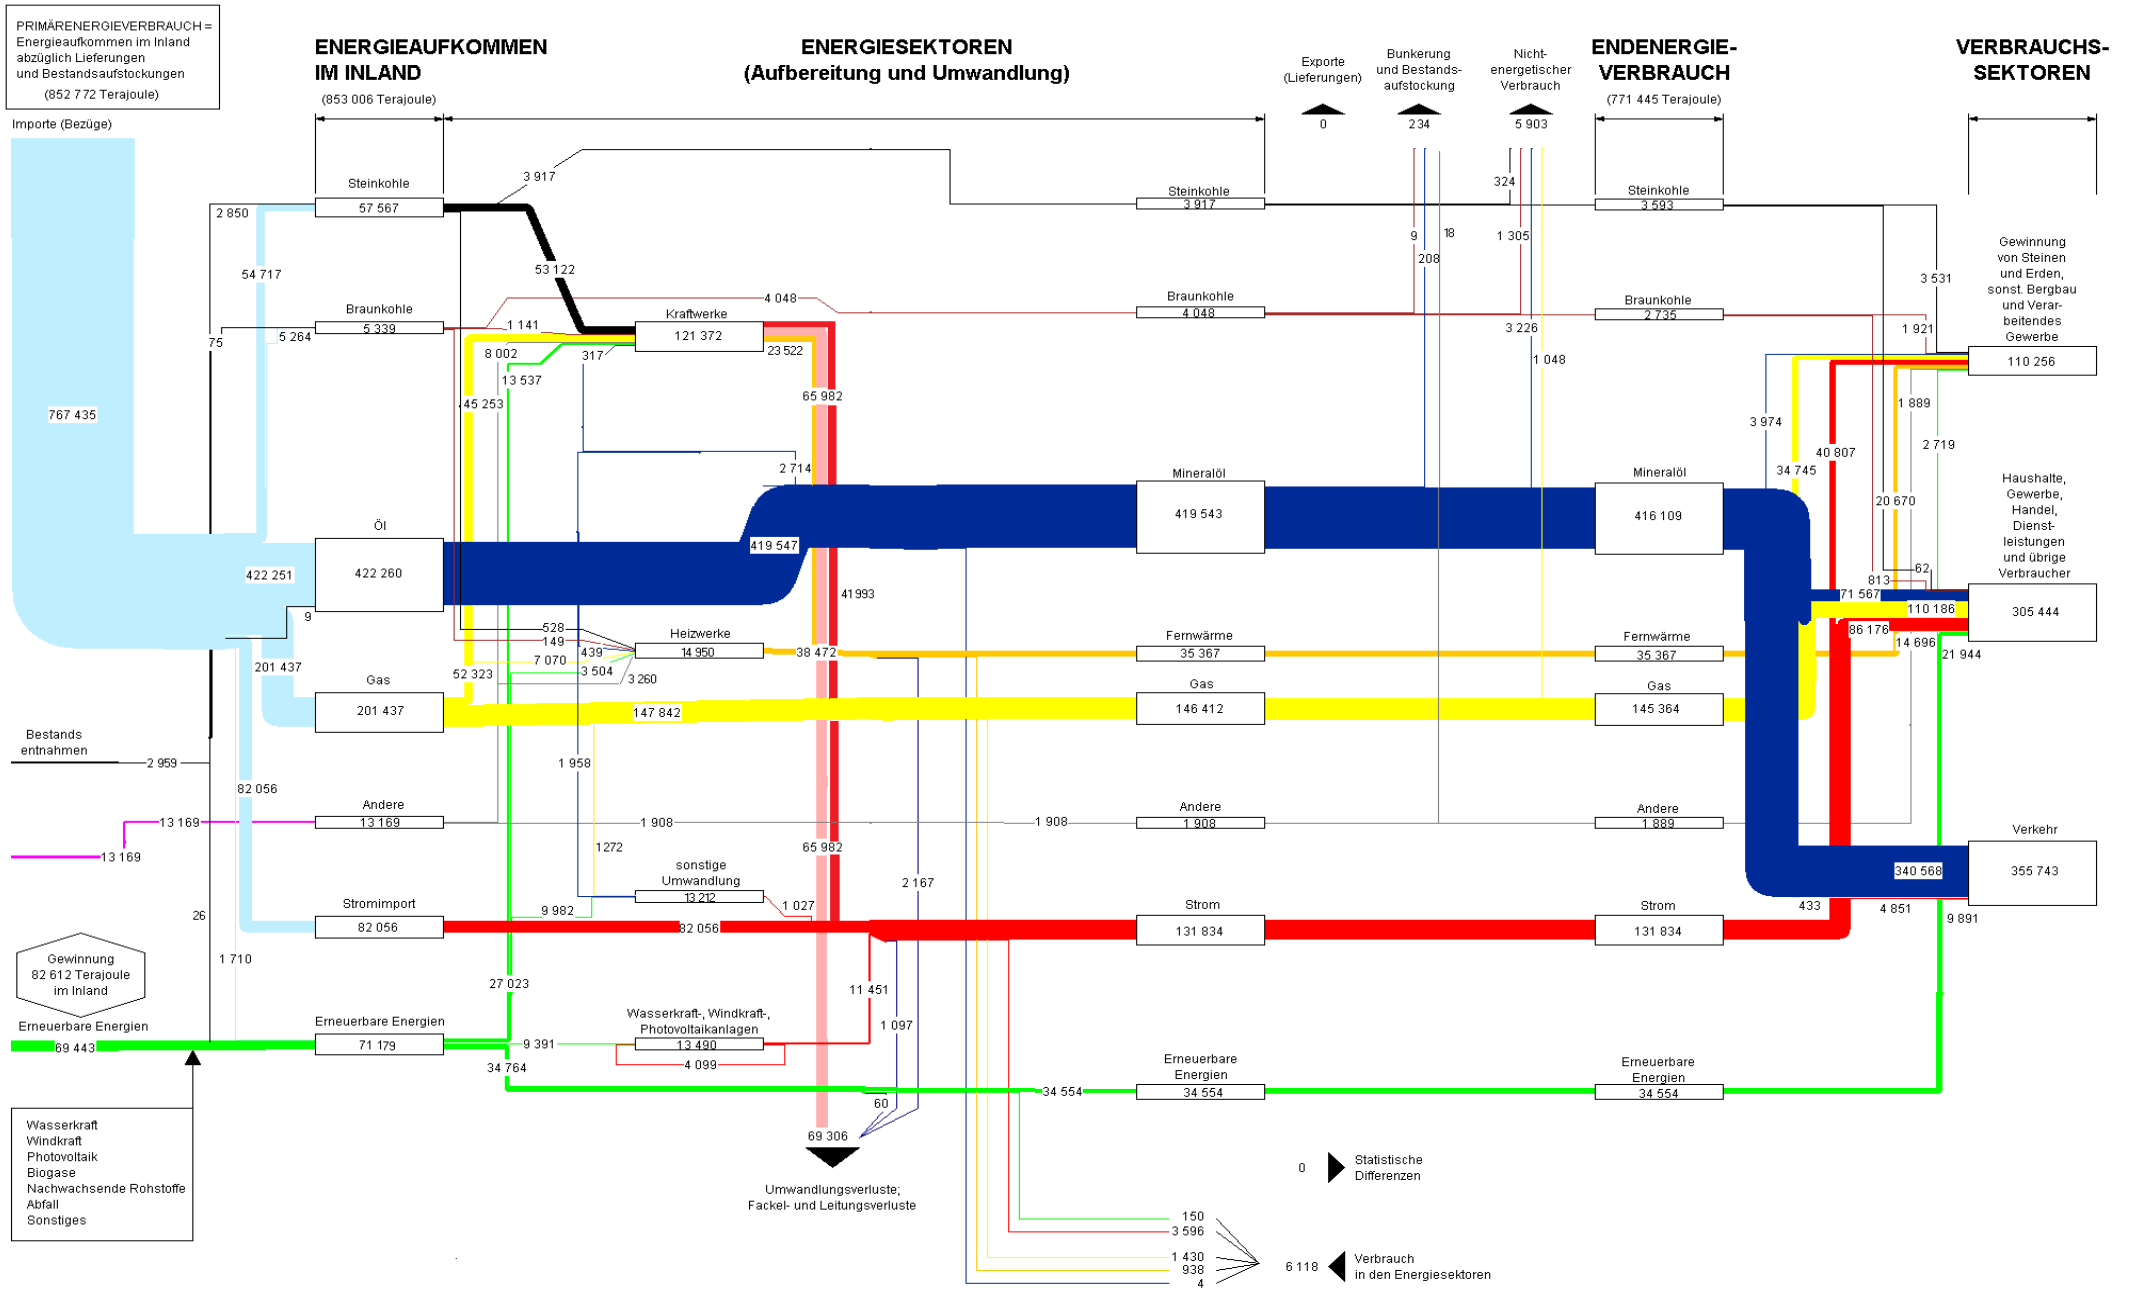 PRIMÄRENERGIEVERBRAUCH =
Energieaufkommen im Inland
abzüglich Lieferungen
und Bestandsaufstockungen
(852 772 Terajoule)
ENERGIEAUFKOMMEN
IM INLAND
(853 006 Terajoule)
ENERGIESEKTOREN
(Aufbereitung und Umwandlung)
Exporte
(Lieferungen)
0
Bunkerung
und Bestands-
aufstockung
234
Nicht-
energetischer
Verbrauch
5 903
ENDENERGIE-
VERBRAUCH
(771 445 Terajoule)
VERBRAUCHS-
SEKTOREN
Importe (Bezüge)
767 435
2 850
54 717
75
5 264
422 251
9
201 437
82 056
Bestands
entnahmen
2 959
13 169
13 169
26
1 710
Gewinnung
82 612 Terajoule
im Inland
Erneuerbare Energien
69 443
Wasserkraft
Windkraft
Photovoltaik
Biogase
Nachwachsende Rohstoffe
Abfall
Sonstiges
Steinkohle
57 567
Braunkohle
5 339
Öl
422 260
Gas
201 437
Andere
13 169
Stromimport
82 056
Erneuerbare Energien
71 179
3 917
53 122
4 048
1 141
8 002
317
13 537
45 253
Kraftwerke
121 372
23 522
65 982
2 714
419 547
41993
528
149
439
7 070
3 504
3 260
52 323
Heizwerke
14 950
38 472
147 842
1 958
1 908
1 908
1272
65 982
sonstige
Umwandlung
13 212
1 027
2 167
9 982
82 056
27 023
11 451
1 097
Wasserkraft-, Windkraft-,
Photovoltaikanlagen
13 490
9 391
4 099
34 764
34 554
60
69 306
Umwandlungsverluste;
Fackel- und Leitungsverluste
Steinkohle
3 917
Braunkohle
4 048
Mineralöl
419 543
Fernwärme
35 367
Gas
146 412
Andere
1 908
Strom
131 834
Erneuerbare
Energien
34 554
324
9
18
1 305
208
3 226
1 048
0
Statistische
Differenzen
150
3 596
1 430
938
4
6 118
Verbrauch
in den Energiesektoren
Steinkohle
3 593
Braunkohle
2 735
Mineralöl
416 109
Fernwärme
35 367
Gas
145 364
Andere
1 889
Strom
131 834
Erneuerbare
Energien
34 554
3 531
1 921
1 889
3 974
2 719
40 807
34 745
20 670
62
813
71 567
110 186
86 176
14 696
21 944
340 568
433
4 851
9 891
Gewinnung
von Steinen
und Erden,
sonst. Bergbau
und Verar-
beitendes
Gewerbe
110 256
Haushalte,
Gewerbe,
Handel,
Dienst-
leistungen
und übrige
Verbraucher
305 444
Verkehr
355 743